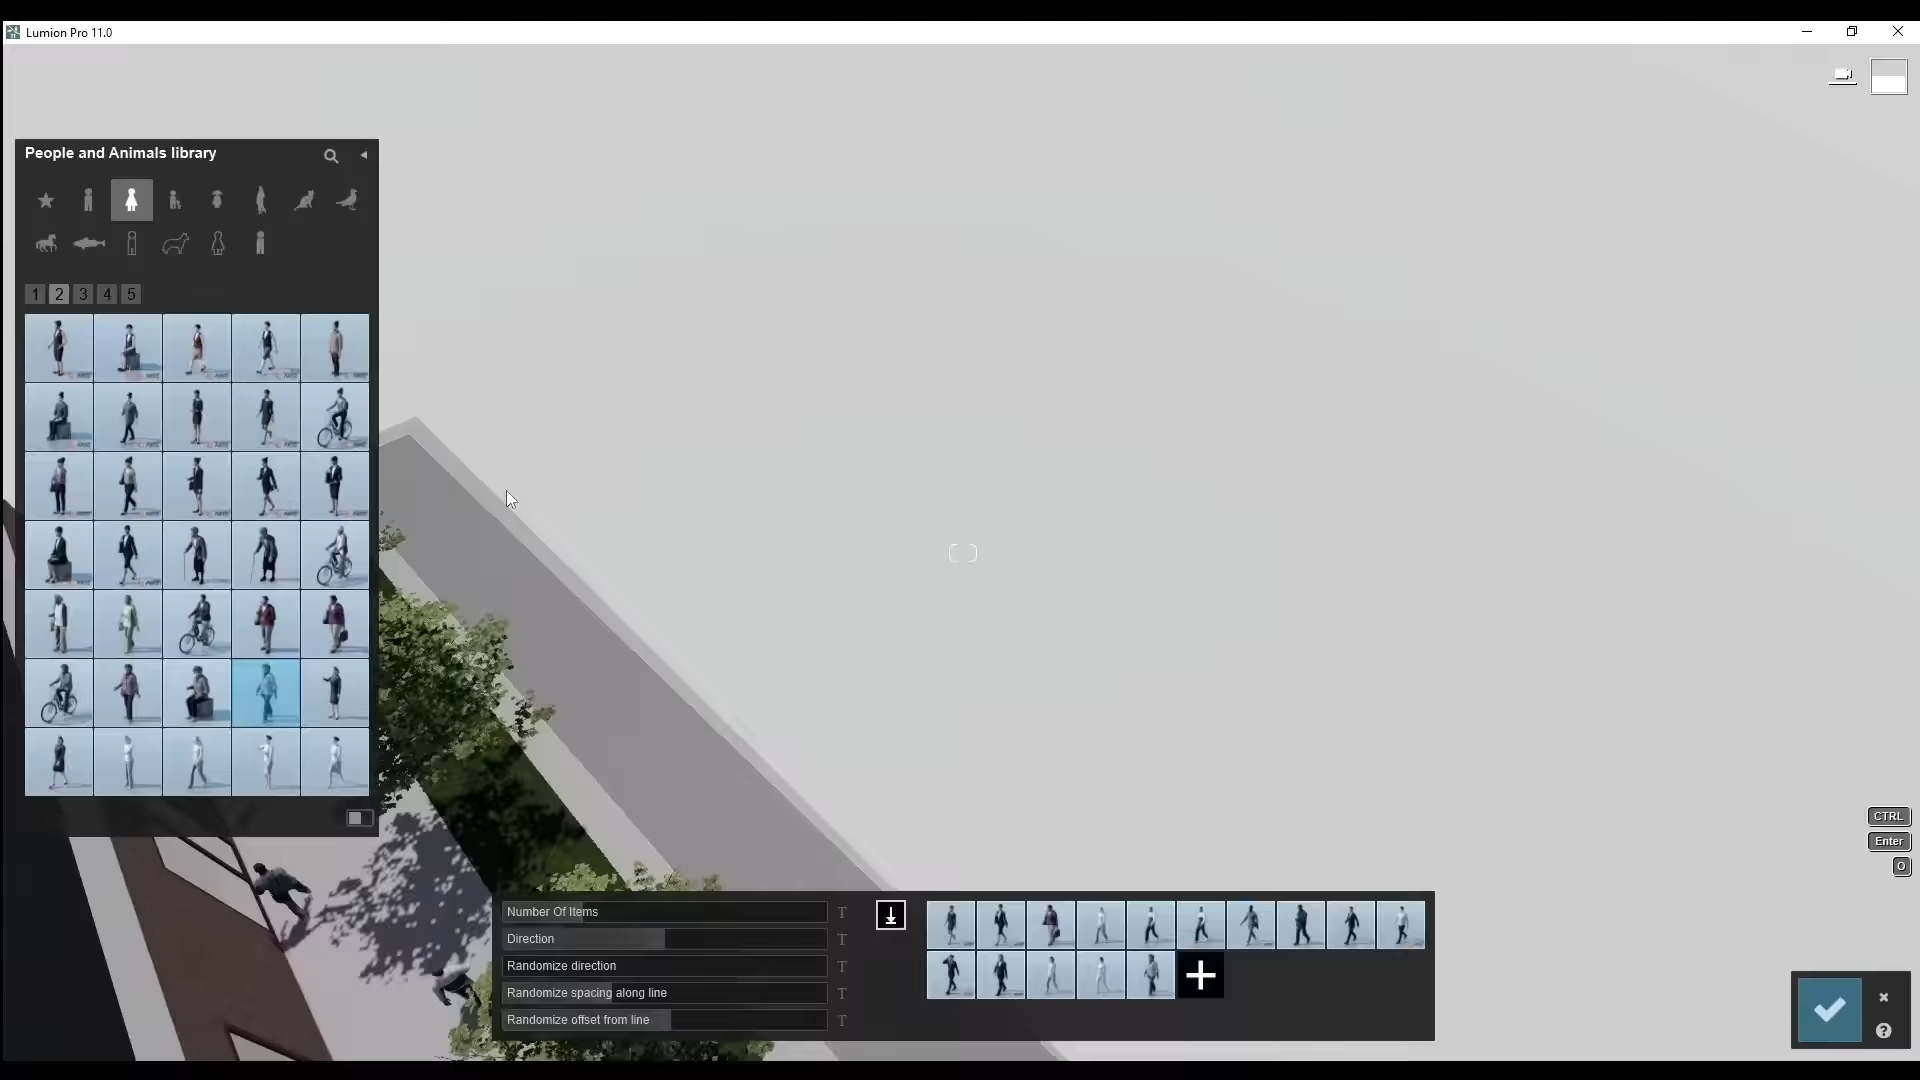 Lumion Pro 11.0
People and Animals library
1 2 3 4 5
CTRL
Enter
O
Number Of Items T
Direction T
Randomize direction T
Randomize spacing along line T
Randomize offset from line T